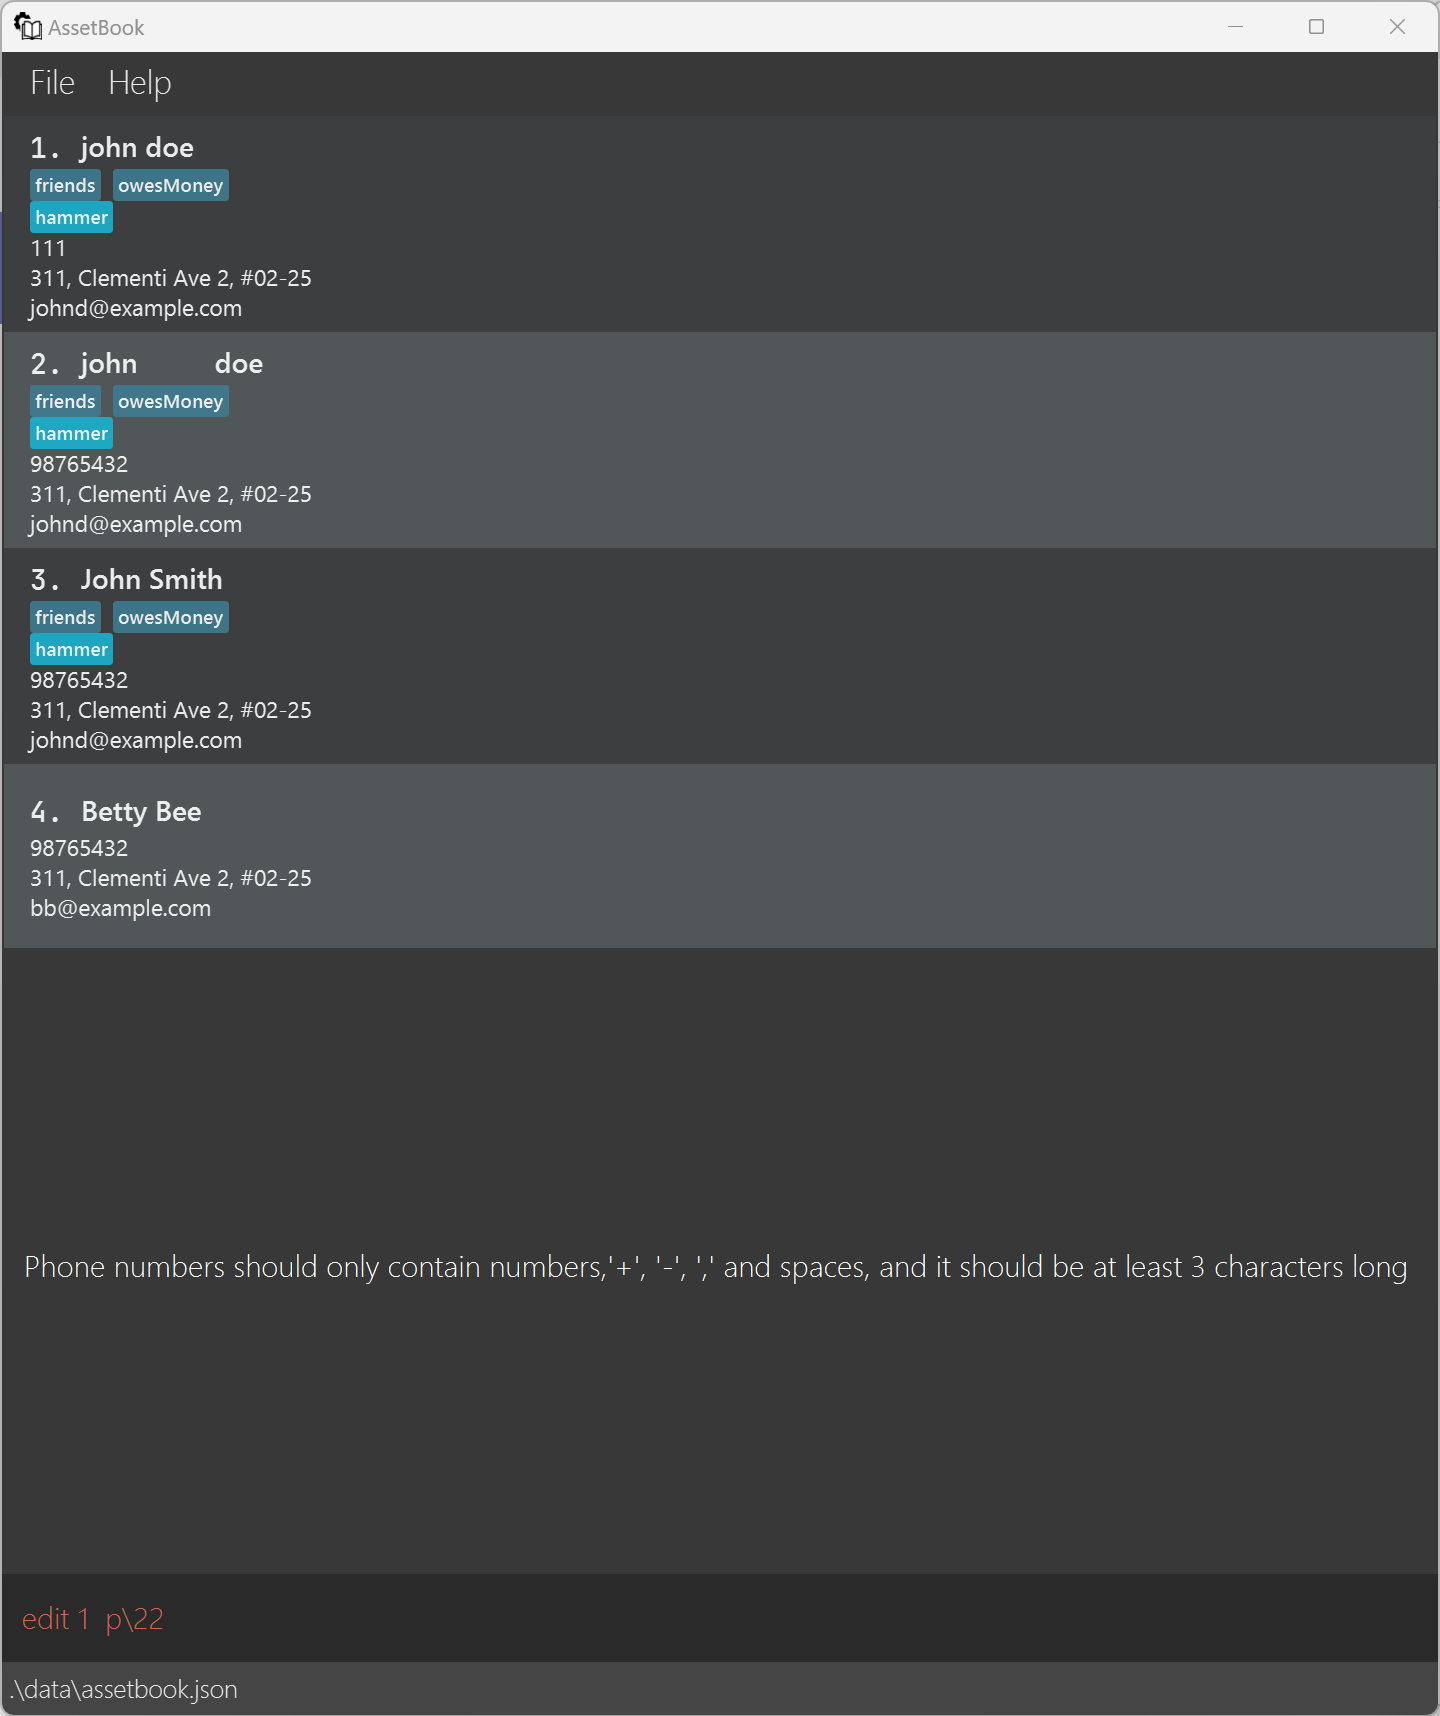 AssetBook
File Help
1. john doe
friends owesMoney
hammer
111
311, Clementi Ave 2, #02-25
johnd@example.com
2. john doe
friends owesMoney
hammer
98765432
311, Clementi Ave 2, #02-25
johnd@example.com
3. John Smith
friends owesMoney
hammer
98765432
311, Clementi Ave 2, #02-25
johnd@example.com
4. Betty Bee
98765432
311, Clementi Ave 2, #02-25
bb@example.com
Phone numbers should only contain numbers,'+', '-', ',' and spaces, and it should be at least 3 characters long
edit 1  p\22
.\data\assetbook.json